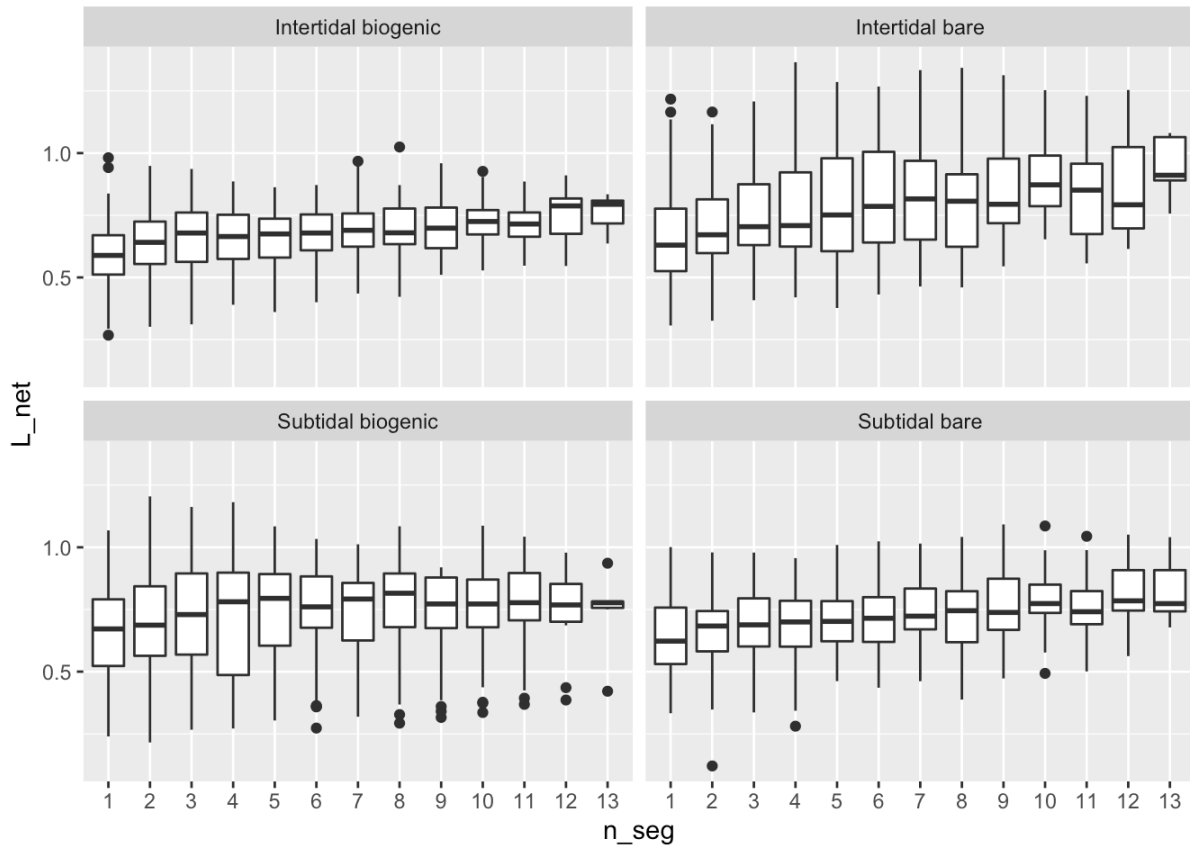 Intertidal biogenic
Intertidal bare
1.0
0.5
L_net
Subtidal biogenic
Subtidal bare
1.0
0.5
1 2 3 4 5 6 7 8 9 10 11 12 13
1 2 3 4 5 6 7 8 9 10 11 12 13
n_seg